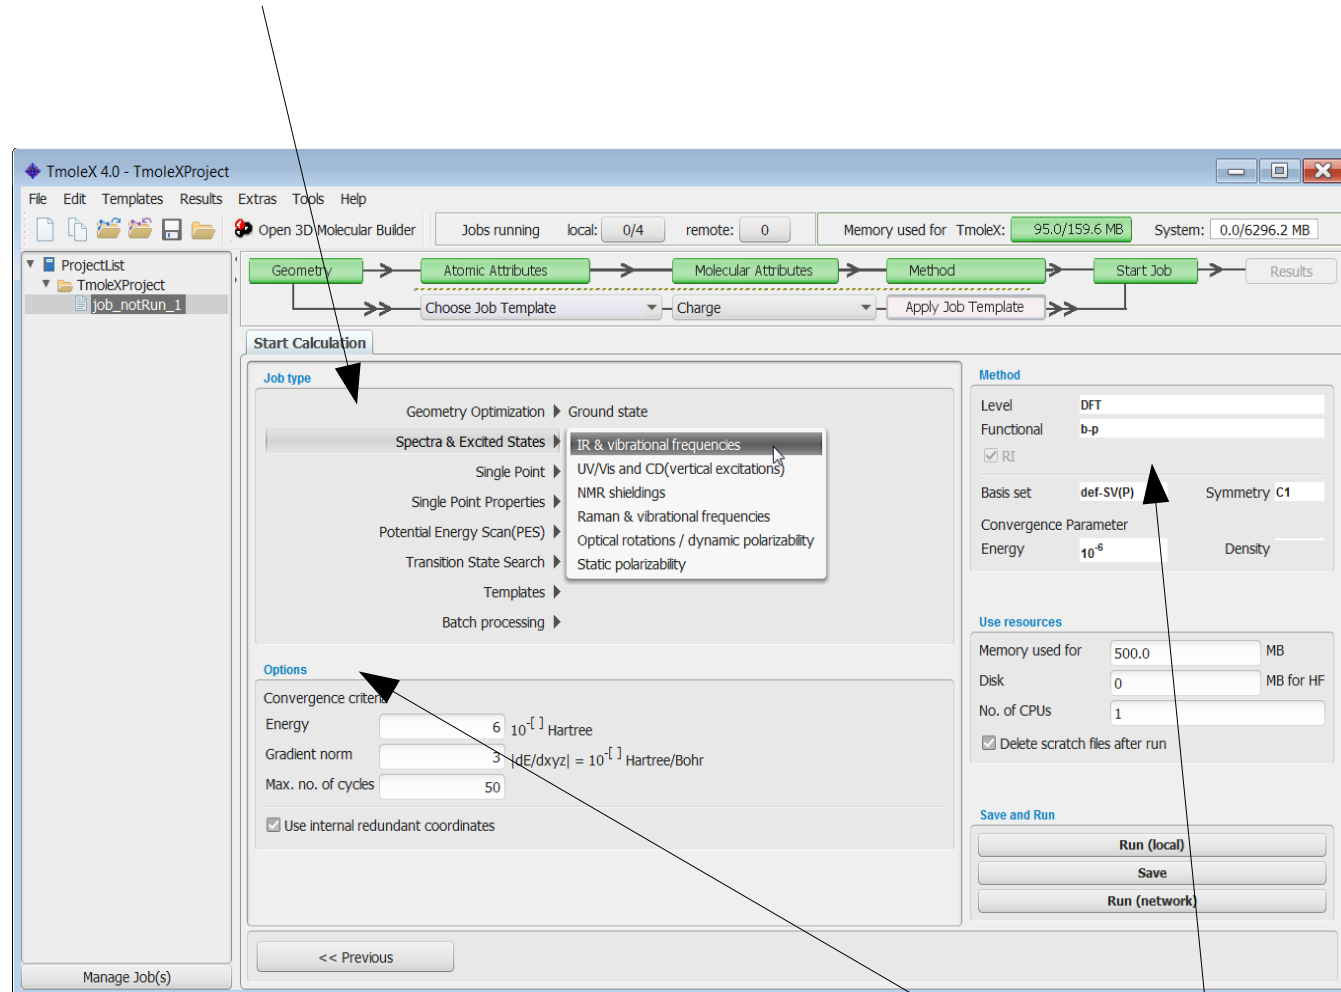 TmoleX 4.0 - TmoleXProject
File Edit Templates Results Extras Tools Help
Open 3D Molecular Builder Jobs running local: 0/4 remote: 0 Memory used for TmoleX: 95.0/159.6 MB System: 0.0/6296.2 MB
ProjectList
TmoleXProject
job_notRun_1
Manage Job(s)
Geometry Atomic Attributes Molecular Attributes Method Start Job Results
Choose Job Template Charge Apply Job Template
Start Calculation
Job type
Geometry Optimization Ground state
Spectra & Excited States
Single Point
Single Point Properties
Potential Energy Scan(PES)
Transition State Search
Templates
Batch processing
IR & vibrational frequencies
UV/Vis and CD(vertical excitations)
NMR shieldings
Raman & vibrational frequencies
Optical rotations / dynamic polarizability
Static polarizability
Options
Convergence criteria
Energy 6 10-[ ] Hartree
Gradient norm 3 |dE/dxyz| = 10-[ ] Hartree/Bohr
Max. no. of cycles 50
Use internal redundant coordinates
<< Previous
Method
Level DFT
Functional b-p
RI
Basis set def-SV(P) Symmetry C1
Convergence Parameter
Energy 10-6 Density
Use resources
Memory used for 500.0 MB
Disk 0 MB for HF
No. of CPUs 1
Delete scratch files after run
Save and Run
Run (local)
Save
Run (network)